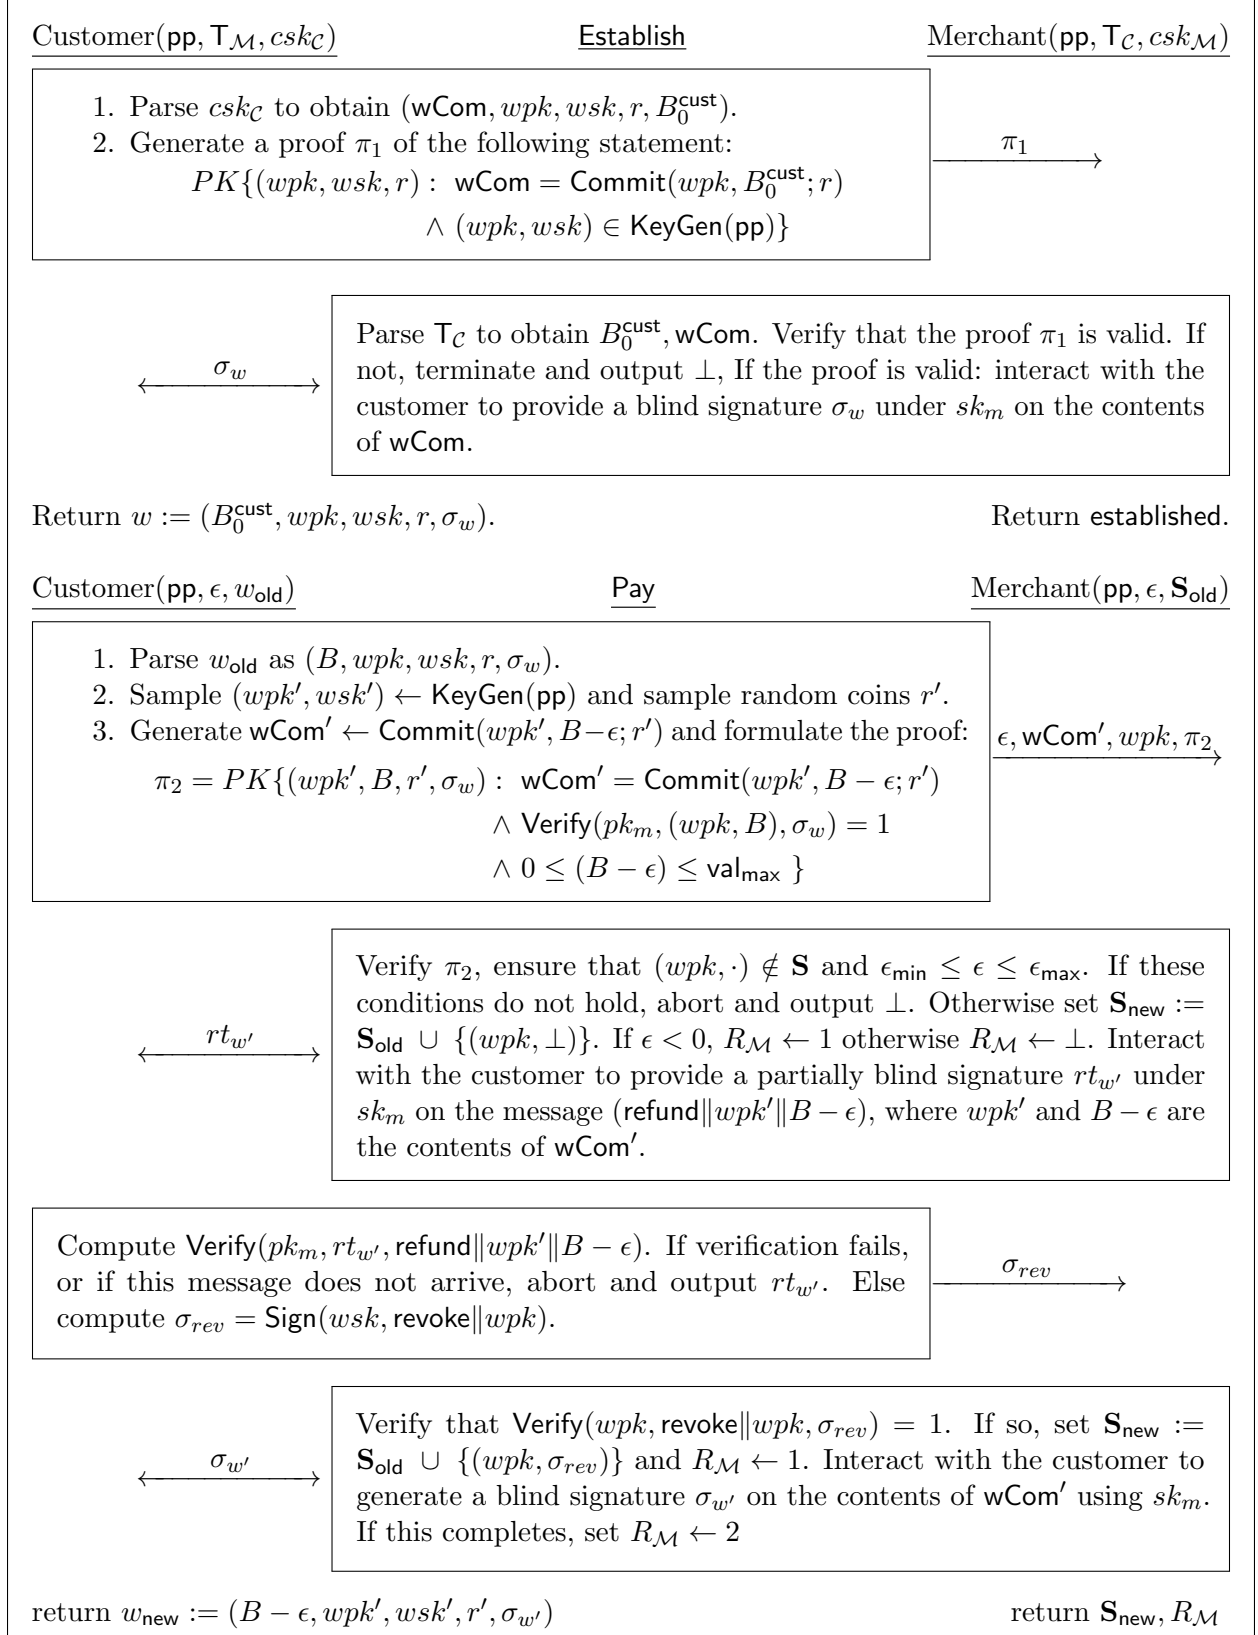 Customer(pp, T_M, csk_C) Establish Merchant(pp, T_C, csk_M)
1. Parse csk_C to obtain (wCom, wpk, wsk, r, B_0^cust).
2. Generate a proof π_1 of the following statement:
π_1
PK{(wpk, wsk, r) : wCom = Commit(wpk, B_0^cust; r)
∧ (wpk, wsk) ∈ KeyGen(pp)}
Parse T_C to obtain B_0^cust, wCom. Verify that the proof π_1 is valid. If
not, terminate and output ⊥, If the proof is valid: interact with the
σ_w
customer to provide a blind signature σ_w under sk_m on the contents
of wCom.
Return w := (B_0^cust, wpk, wsk, r, σ_w). Return established.
Customer(pp, ϵ, w_old) Pay Merchant(pp, ϵ, S_old)
1. Parse w_old as (B, wpk, wsk, r, σ_w).
2. Sample (wpk′, wsk′) ← KeyGen(pp) and sample random coins r′.
3. Generate wCom′ ← Commit(wpk′, B−ϵ; r′) and formulate the proof:
ϵ, wCom′, wpk, π_2
π_2 = PK{(wpk′, B, r′, σ_w) : wCom′ = Commit(wpk′, B − ϵ; r′)
∧ Verify(pk_m, (wpk, B), σ_w) = 1
∧ 0 ≤ (B − ϵ) ≤ val_max }
Verify π_2, ensure that (wpk, ·) ∉ S and ϵ_min ≤ ϵ ≤ ϵ_max. If these
conditions do not hold, abort and output ⊥. Otherwise set S_new :=
rt_w′
S_old ∪ {(wpk, ⊥)}. If ϵ < 0, R_M ← 1 otherwise R_M ← ⊥. Interact
with the customer to provide a partially blind signature rt_w′ under
sk_m on the message (refund‖wpk′‖B − ϵ), where wpk′ and B − ϵ are
the contents of wCom′.
Compute Verify(pk_m, rt_w′, refund‖wpk′‖B − ϵ). If verification fails,
or if this message does not arrive, abort and output rt_w′. Else
σ_rev
compute σ_rev = Sign(wsk, revoke‖wpk).
Verify that Verify(wpk, revoke‖wpk, σ_rev) = 1. If so, set S_new :=
S_old ∪ {(wpk, σ_rev)} and R_M ← 1. Interact with the customer to
σ_w′
generate a blind signature σ_w′ on the contents of wCom′ using sk_m.
If this completes, set R_M ← 2
return w_new := (B − ϵ, wpk′, wsk′, r′, σ_w′) return S_new, R_M